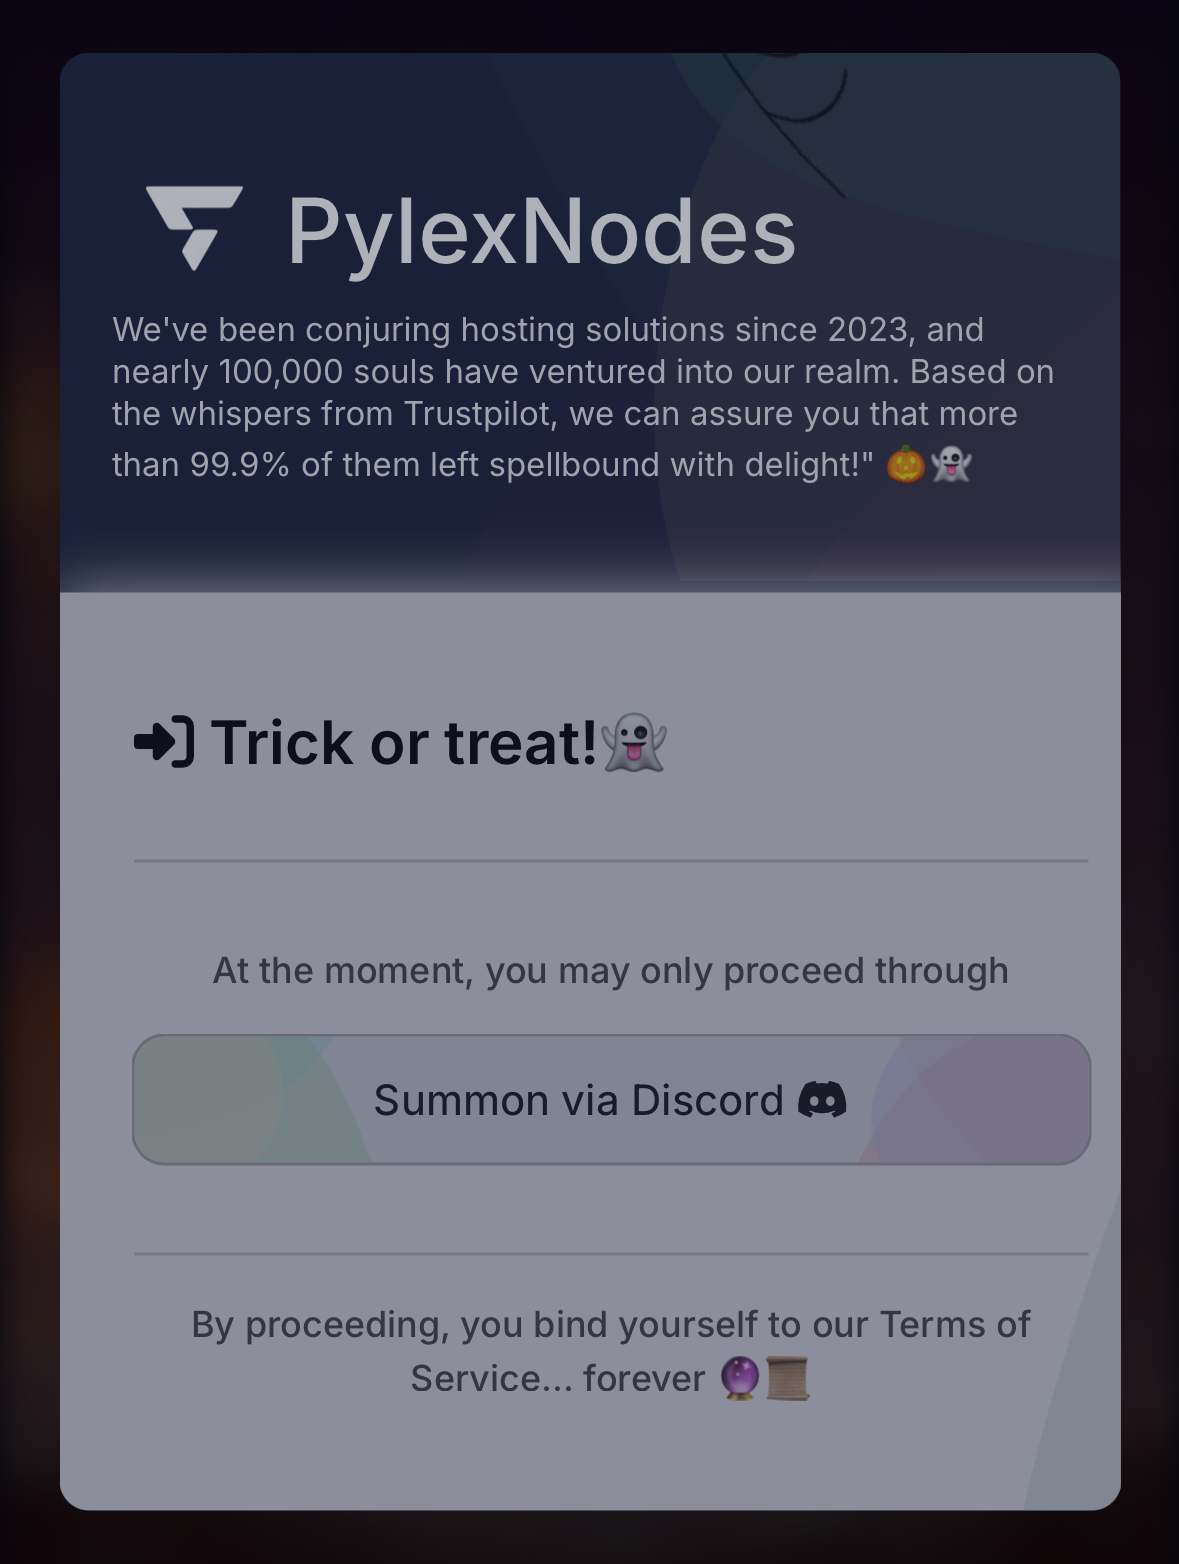 PylexNodes
We've been conjuring hosting solutions since 2023, and
nearly 100,000 souls have ventured into our realm. Based on
the whispers from Trustpilot, we can assure you that more
than 99.9% of them left spellbound with delight!" 🎃👻
Trick or treat!👻
At the moment, you may only proceed through
Summon via Discord
By proceeding, you bind yourself to our Terms of
Service... forever 🔮📜